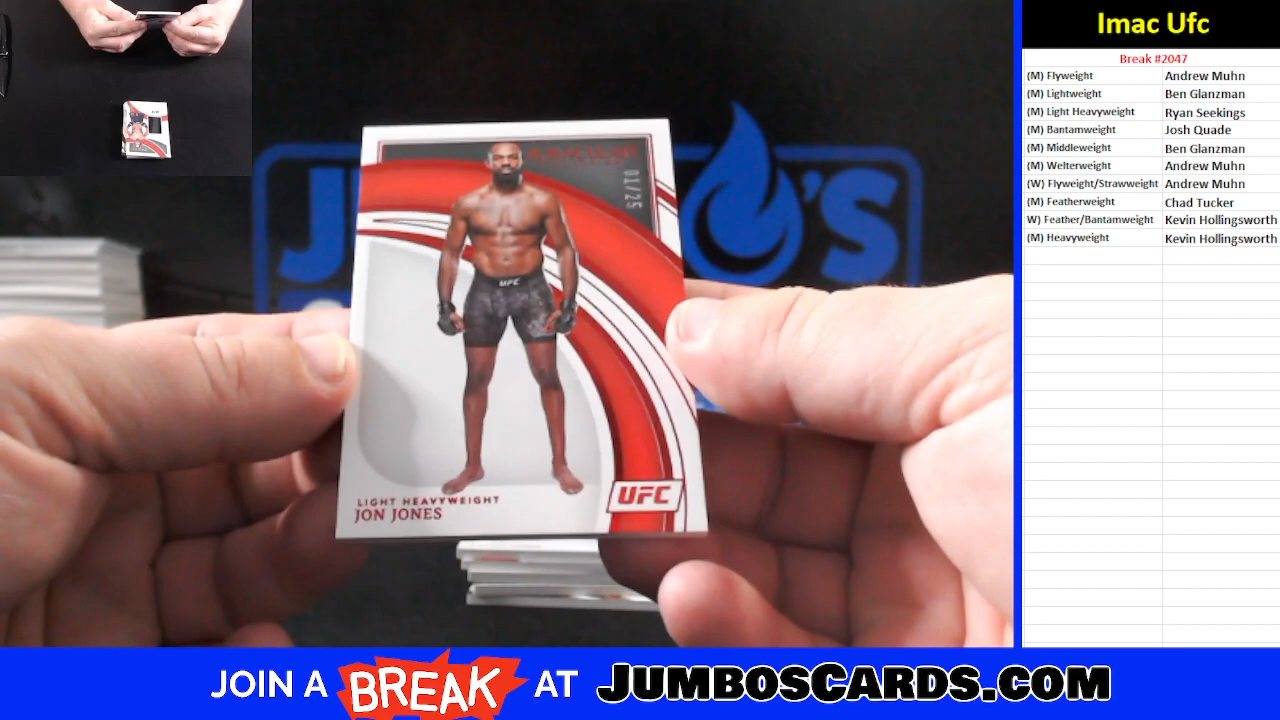 Imac Ufc
Break #2047
(M) Flyweight Andrew Muhn
(M) Lightweight Ben Glanzman
(M) Light Heavyweight Ryan Seekings
(M) Bantamweight Josh Quade
(M) Middleweight Ben Glanzman
(M) Welterweight Andrew Muhn
(W) Flyweight/Strawweight Andrew Muhn
(M) Featherweight Chad Tucker
W) Feather/Bantamweight Kevin Hollingsworth
(M) Heavyweight Kevin Hollingsworth
IMMACULATE
01/25
UFC
UFC
LIGHT HEAVYWEIGHT
JON JONES
JOIN A BREAK AT JUMBOSCARDS.COM